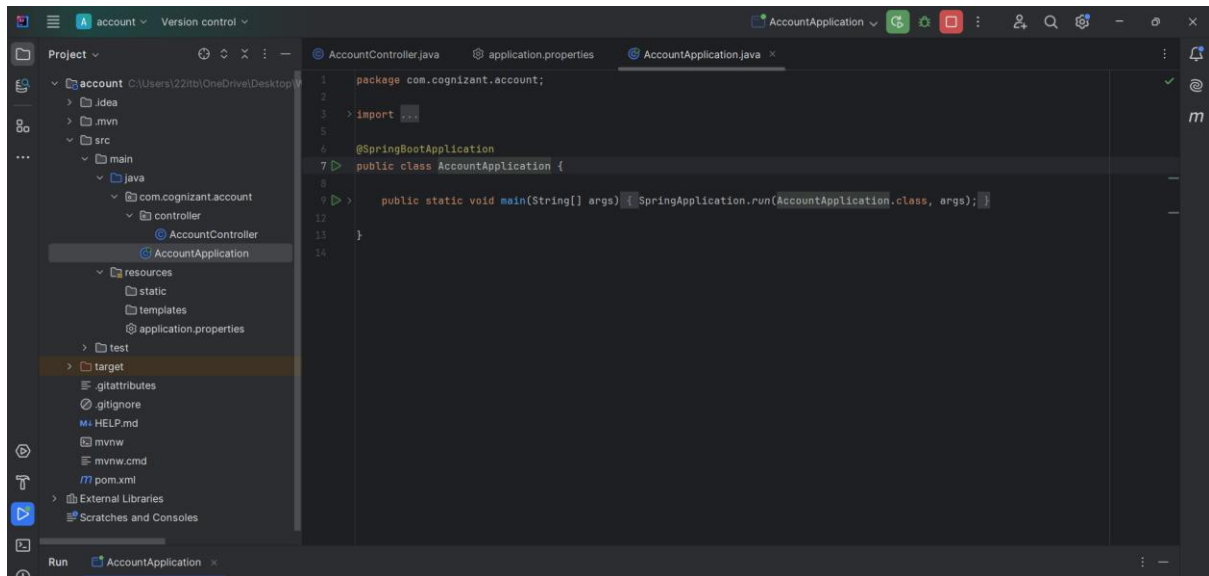 A account Version control AccountApplication
Project
AccountController.java application.properties AccountApplication.java
account C:\Users\22itb\OneDrive\Desktop\W
.idea
.mvn
src
main
java
com.cognizant.account
controller
AccountController
AccountApplication
resources
static
templates
application.properties
test
target
.gitattributes
.gitignore
M↓ HELP.md
mvnw
mvnw.cmd
m pom.xml
External Libraries
Scratches and Consoles
1 package com.cognizant.account;
2
3 import ...
5
6 @SpringBootApplication
7 public class AccountApplication {
8
9 public static void main(String[] args) { SpringApplication.run(AccountApplication.class, args); }
12
13 }
14
m
Run AccountApplication